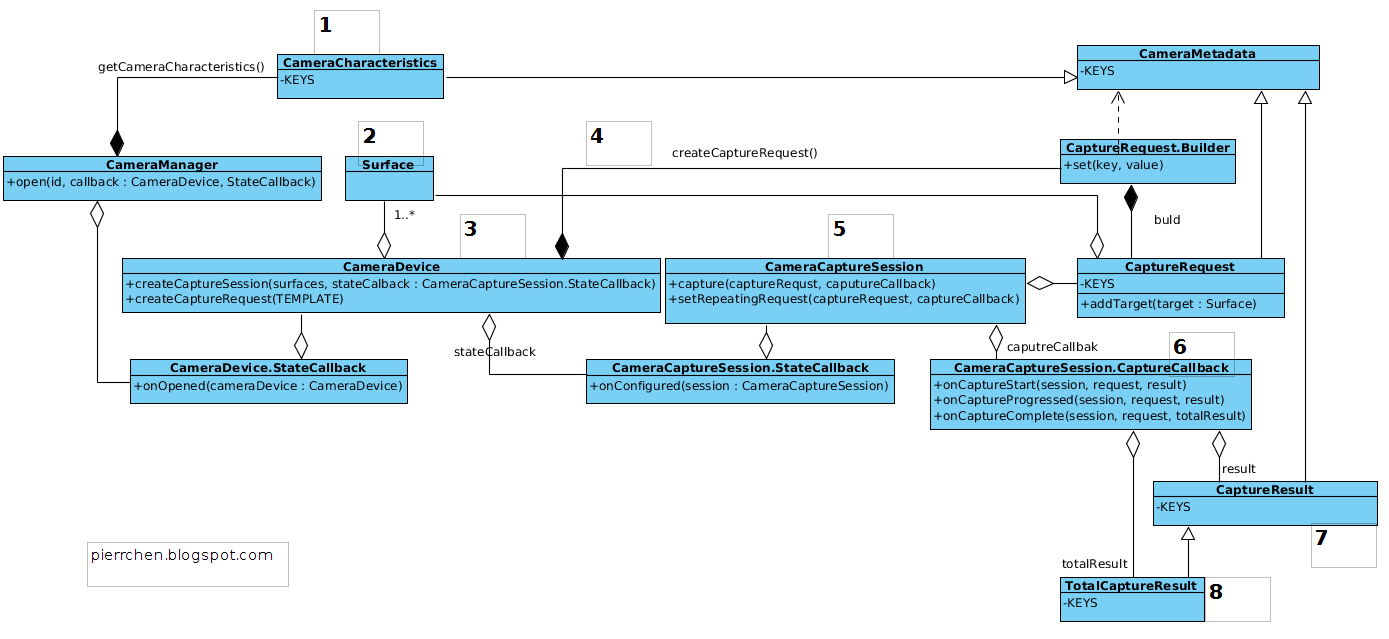 1
getCameraCharacteristics()
CameraCharacteristics
-KEYS
CameraMetadata
-KEYS
2
4
createCaptureRequest()
CaptureRequest.Builder
+set(key, value)
CameraManager
+open(id, callback : CameraDevice, StateCallback)
Surface
1..*
3
5
buld
CameraDevice
+createCaptureSession(surfaces, stateCalback : CameraCaptureSession.StateCallback)
+createCaptureRequest(TEMPLATE)
CameraCaptureSession
+capture(captureRequst, caputureCallback)
+setRepeatingRequest(captureRequest, captureCallback)
CaptureRequest
-KEYS
+addTarget(target : Surface)
stateCallback
caputreCallbak
6
CameraDevice.StateCallback
+onOpened(cameraDevice : CameraDevice)
CameraCaptureSession.StateCallback
+onConfigured(session : CameraCaptureSession)
CameraCaptureSession.CaptureCallback
+onCaptureStart(session, request, result)
+onCaptureProgressed(session, request, result)
+onCaptureComplete(session, request, totalResult)
result
CaptureResult
-KEYS
7
pierrchen.blogspot.com
totalResult
TotalCaptureResult
-KEYS
8